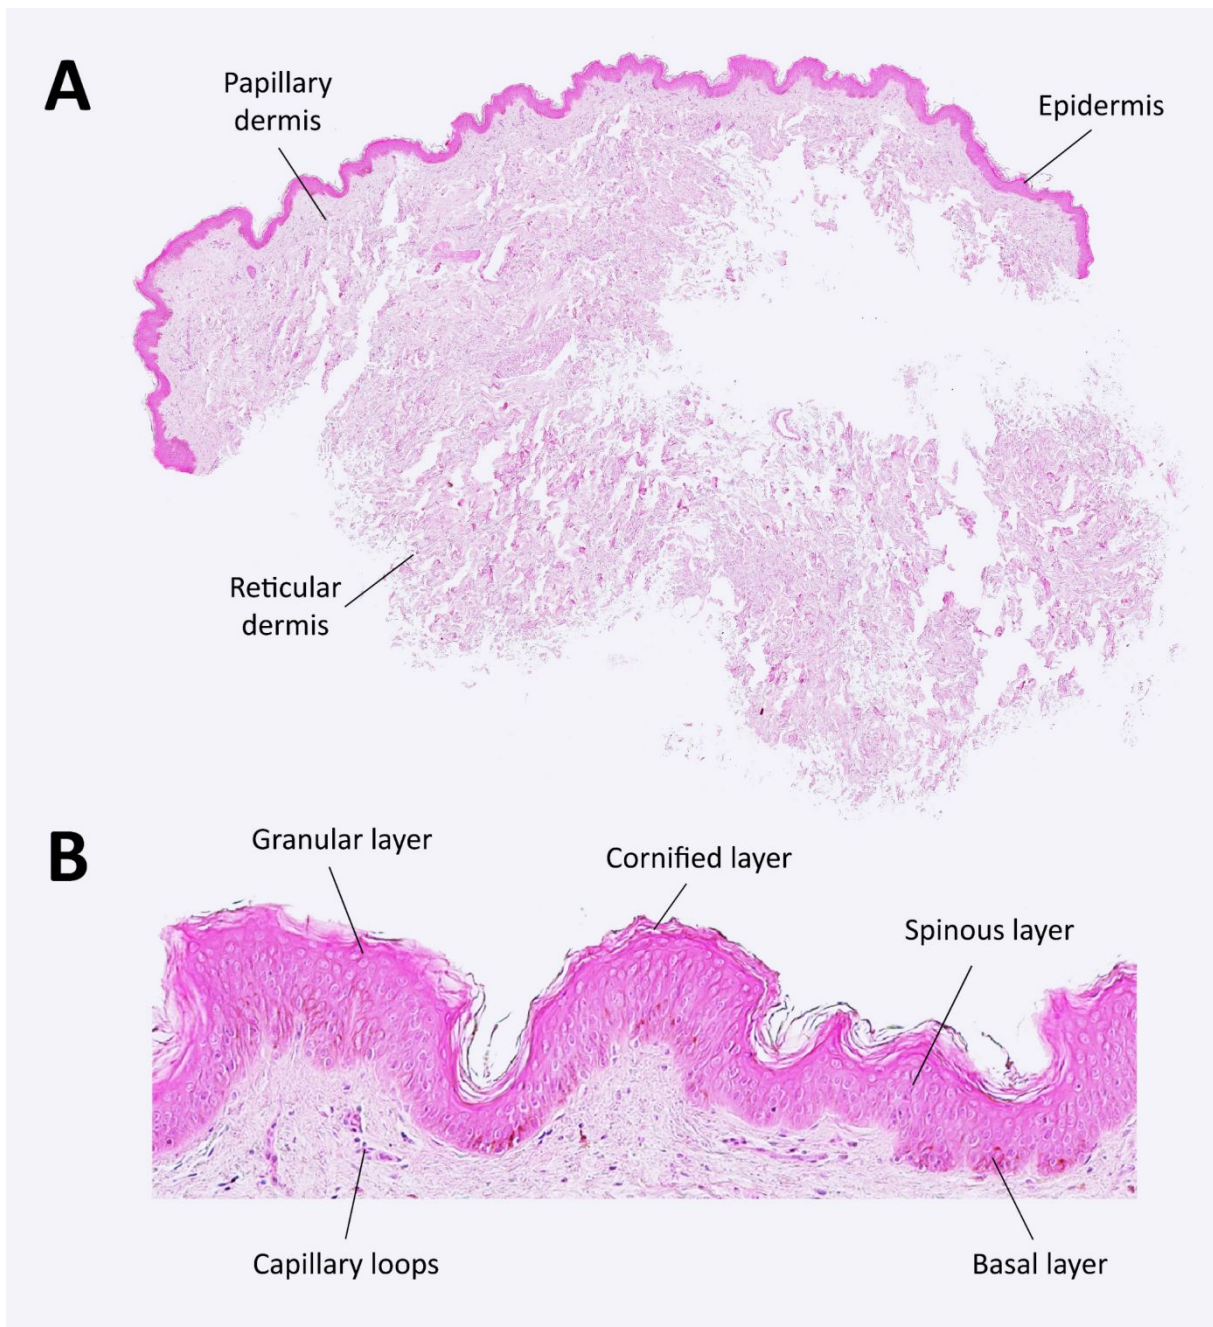 A
Papillary
dermis
Epidermis
Reticular
dermis
B
Granular layer
Cornified layer
Spinous layer
Capillary loops
Basal layer